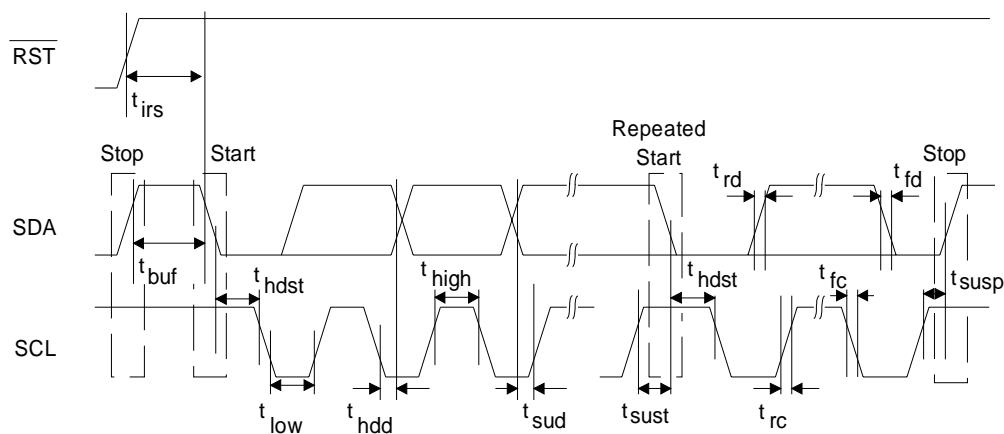 RST
t irs
Repeated
Stop Start Start Stop
t rd t fd
SDA
t buf t hdst t high t hdst t fc t susp
SCL
t low t hdd t sud t sust t rc